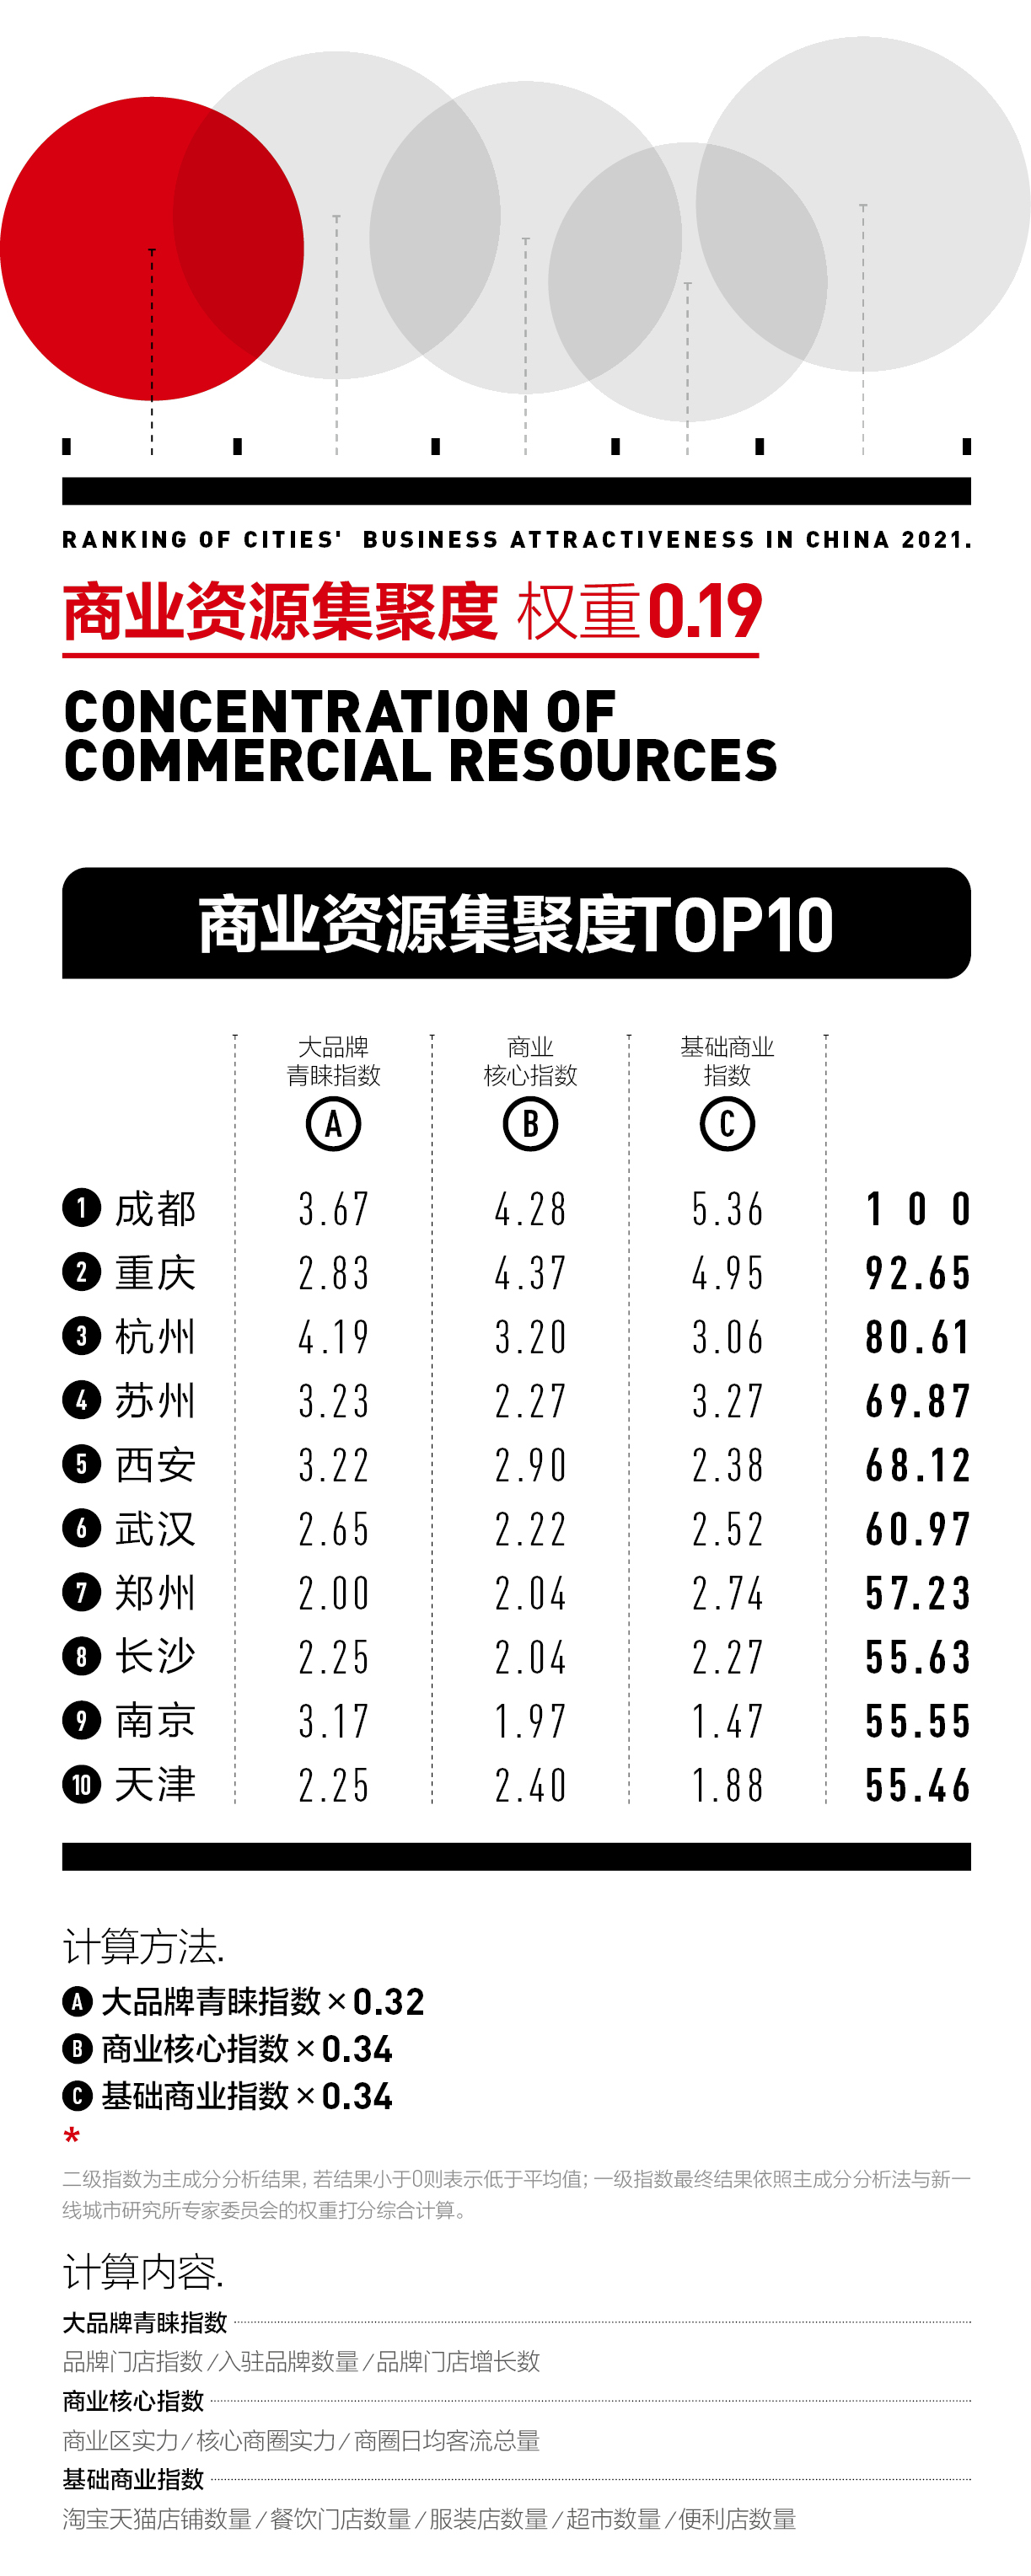 RANKING OF CITIES' BUSINESS ATTRACTIVENESS IN CHINA 2021.
商业资源集聚度 权重0.19
CONCENTRATION OF
COMMERCIAL RESOURCES
商业资源集聚度TOP10
大品牌 商业 基础商业
青睐指数 核心指数 指数
A B C
1 成都 3.67 4.28 5.36 100
2 重庆 2.83 4.37 4.95 92.65
3 杭州 4.19 3.20 3.06 80.61
4 苏州 3.23 2.27 3.27 69.87
5 西安 3.22 2.90 2.38 68.12
6 武汉 2.65 2.22 2.52 60.97
7 郑州 2.00 2.04 2.74 57.23
8 长沙 2.25 2.04 2.27 55.63
9 南京 3.17 1.97 1.47 55.55
10 天津 2.25 2.40 1.88 55.46
计算方法.
A 大品牌青睐指数×0.32
B 商业核心指数×0.34
C 基础商业指数×0.34
*
二级指数为主成分分析结果，若结果小于0则表示低于平均值；一级指数最终结果依照主成分分析法与新一
线城市研究所专家委员会的权重打分综合计算。
计算内容.
大品牌青睐指数
品牌门店指数/入驻品牌数量/品牌门店增长数
商业核心指数
商业区实力/核心商圈实力/商圈日均客流总量
基础商业指数
淘宝天猫店铺数量/餐饮门店数量/服装店数量/超市数量/便利店数量